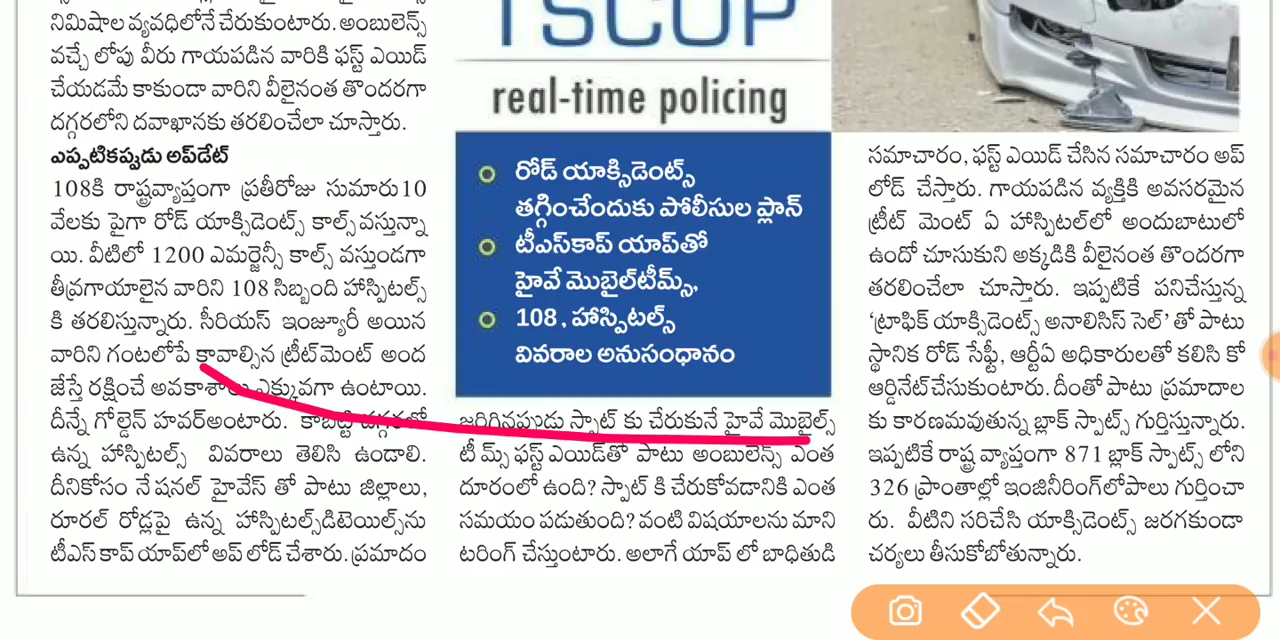 నిమిషాల వ్యవధిలోనే చేరుకుంటారు. అంబులెన్స్
వచ్చే లోపు వీరు గాయపడిన వారికి ఫస్ట్ ఎయిడ్
చేయడమే కాకుండా వారిని వీలైనంత తొందరగా
దగ్గరలోని దవాఖానకు తరలించేలా చూస్తారు.
ఎప్పటికప్పుడు అప్‌డేట్
108కి రాష్ట్రవ్యాప్తంగా ప్రతీరోజు సుమారు 10
వేలకు పైగా రోడ్ యాక్సిడెంట్స్ కాల్స్ వస్తున్నా
యి. వీటిలో 1200 ఎమర్జెన్సీ కాల్స్ వస్తుండగా
తీవ్రగాయాలైన వారిని 108 సిబ్బంది హాస్పిటల్స్
కి తరలిస్తున్నారు. సీరియస్ ఇంజ్యూరీ అయిన
వారిని గంటలోపే కావాల్సిన ట్రీట్‌మెంట్ అంద
జేస్తే రక్షించే అవకాశాలు ఎక్కువగా ఉంటాయి.
దీన్నే గోల్డెన్ హవర్‌అంటారు. కాబట్టి దగ్గరలో
ఉన్న హాస్పిటల్స్ వివరాలు తెలిసి ఉండాలి.
దీనికోసం నేషనల్ హైవేస్ తో పాటు జిల్లాలు,
రూరల్ రోడ్లపై ఉన్న హాస్పిటల్స్‌డిటెయిల్స్‌ను
టీఎస్ కాప్ యాప్‌లో అప్ లోడ్ చేశారు. ప్రమాదం
TSCOP
real-time policing
రోడ్ యాక్సిడెంట్స్
తగ్గించేందుకు పోలీసుల ప్లాన్
టీఎస్‌కాప్ యాప్‌తో
హైవే మొబైల్‌టీమ్స్,
108, హాస్పిటల్స్
వివరాల అనుసంధానం
జరిగినపుడు స్పాట్ కు చేరుకునే హైవే మొబైల్స్
టీ మ్స్ ఫస్ట్ ఎయిడ్‌తో పాటు అంబులెన్స్ ఎంత
దూరంలో ఉంది? స్పాట్ కి చేరుకోవడానికి ఎంత
సమయం పడుతుంది? వంటి విషయాలను మాని
టరింగ్ చేస్తుంటారు. అలాగే యాప్ లో బాధితుడి
సమాచారం, ఫస్ట్ ఎయిడ్ చేసిన సమాచారం అప్
లోడ్ చేస్తారు. గాయపడిన వ్యక్తికి అవసరమైన
ట్రీట్ మెంట్ ఏ హాస్పిటల్‌లో అందుబాటులో
ఉందో చూసుకుని అక్కడికి వీలైనంత తొందరగా
తరలించేలా చూస్తారు. ఇప్పటికే పనిచేస్తున్న
‘ట్రాఫిక్ యాక్సిడెంట్స్ అనాలిసిస్ సెల్’ తో పాటు
స్థానిక రోడ్ సేఫ్టీ, ఆర్టీఏ అధికారులతో కలిసి కో
ఆర్డినేట్‌చేసుకుంటారు. దీంతో పాటు ప్రమాదాల
కు కారణమవుతున్న బ్లాక్ స్పాట్స్ గుర్తిస్తున్నారు.
ఇప్పటికే రాష్ట్ర వ్యాప్తంగా 871 బ్లాక్ స్పాట్స్ లోని
326 ప్రాంతాల్లో ఇంజినీరింగ్‌లోపాలు గుర్తించా
రు. వీటిని సరిచేసి యాక్సిడెంట్స్ జరగకుండా
చర్యలు తీసుకోబోతున్నారు.